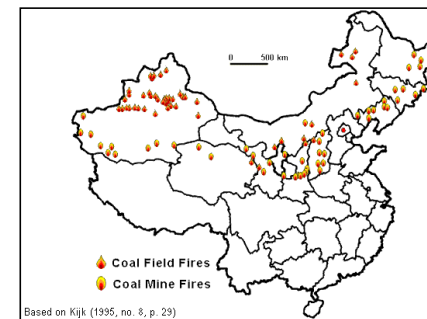 0 500 km
Coal Field Fires
Coal Mine Fires
Based on Kijk (1995, no. 8, p. 29)